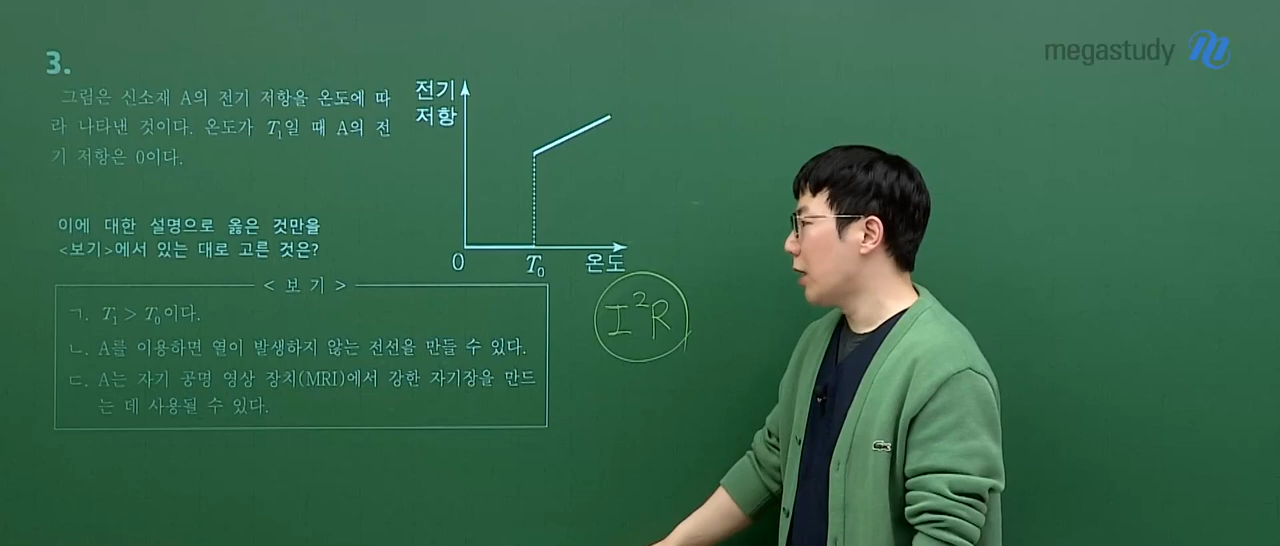 megastudy
3.
그림은 신소재 A의 전기 저항을 온도에 따
라 나타낸 것이다. 온도가 T₁일 때 A의 전
기 저항은 0이다.
이에 대한 설명으로 옳은 것만을
<보기>에서 있는 대로 고른 것은?
전기
저항
0
T₀
온도
< 보 기 >
ㄱ. T₁ > T₀이다.
ㄴ. A를 이용하면 열이 발생하지 않는 전선을 만들 수 있다.
ㄷ. A는 자기 공명 영상 장치(MRI)에서 강한 자기장을 만드
는 데 사용될 수 있다.
I²R